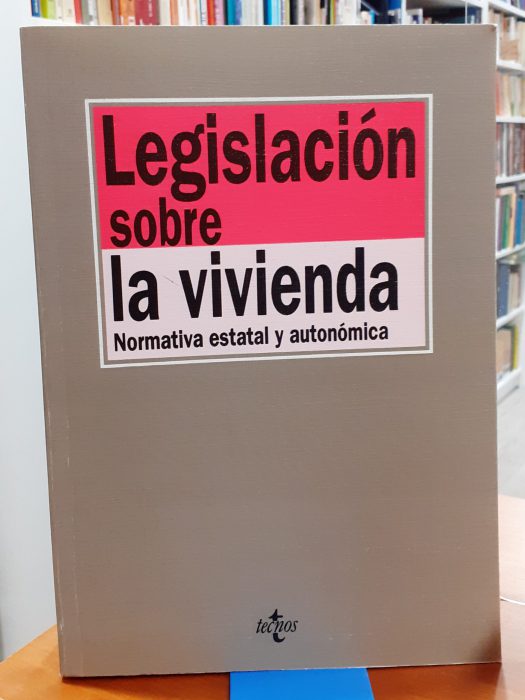 Legislación
sobre
la vivienda
Normativa estatal y autonómica
tecnos